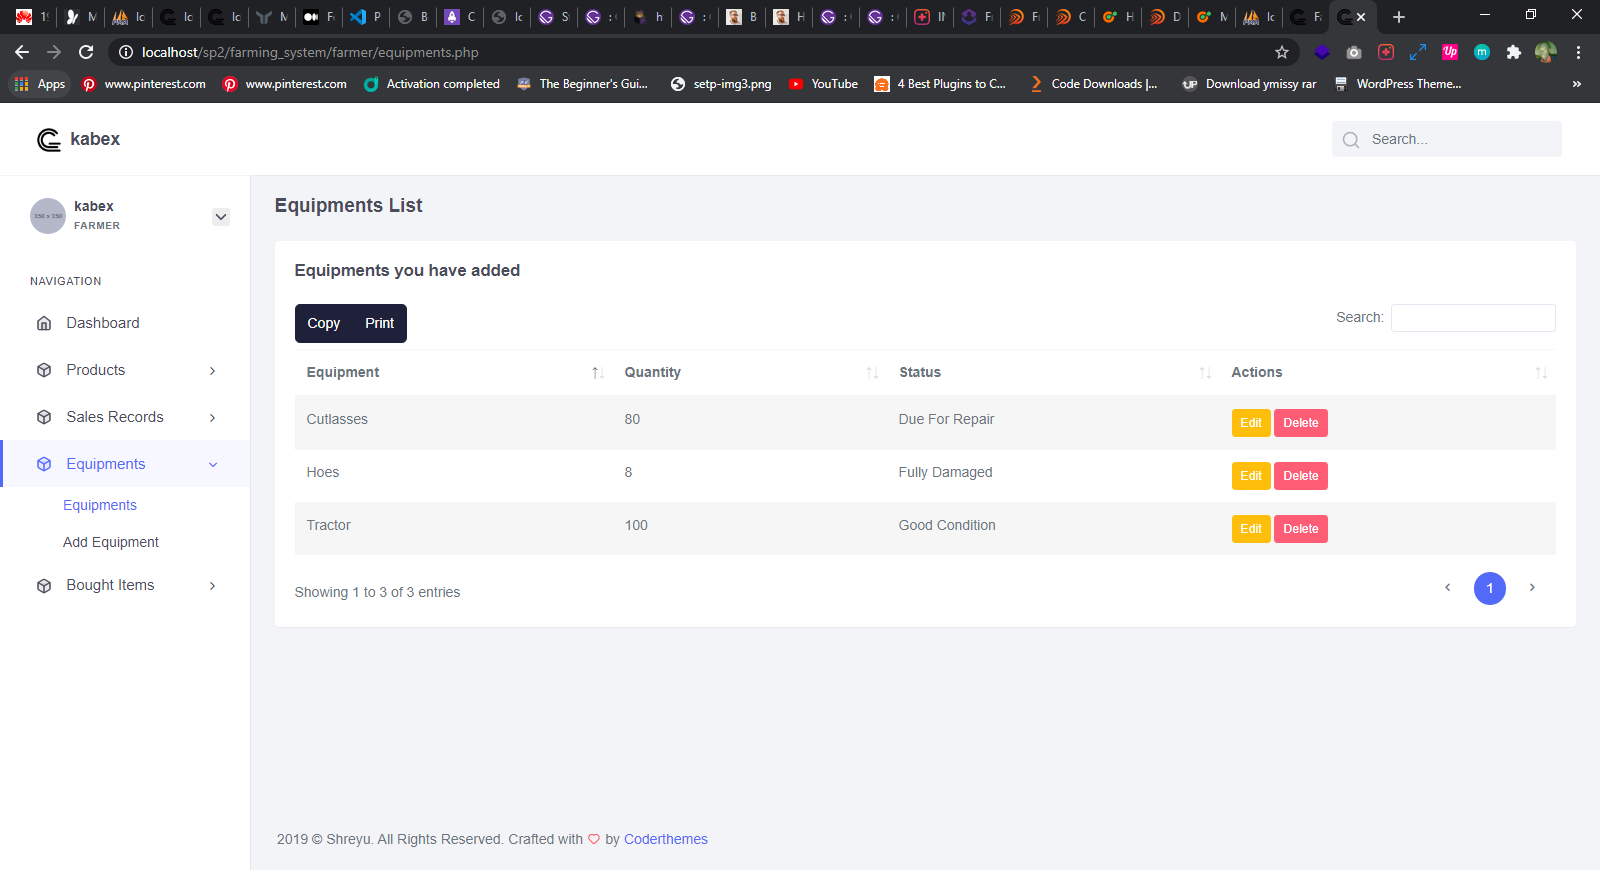 localhost/sp2/farming_system/farmer/equipments.php
Apps www.pinterest.com www.pinterest.com Activation completed The Beginner's Gui... setp-img3.png YouTube 4 Best Plugins to C... Code Downloads |... Download ymissy rar WordPress Theme... »
kabex
Search...
kabex
FARMER
NAVIGATION
Dashboard
Products
Sales Records
Equipments
Equipments
Add Equipment
Bought Items
Equipments List
Equipments you have added
Copy Print
Search:
Equipment Quantity Status Actions
Cutlasses 80 Due For Repair Edit Delete
Hoes 8 Fully Damaged Edit Delete
Tractor 100 Good Condition Edit Delete
Showing 1 to 3 of 3 entries
1
2019 © Shreyu. All Rights Reserved. Crafted with by Coderthemes